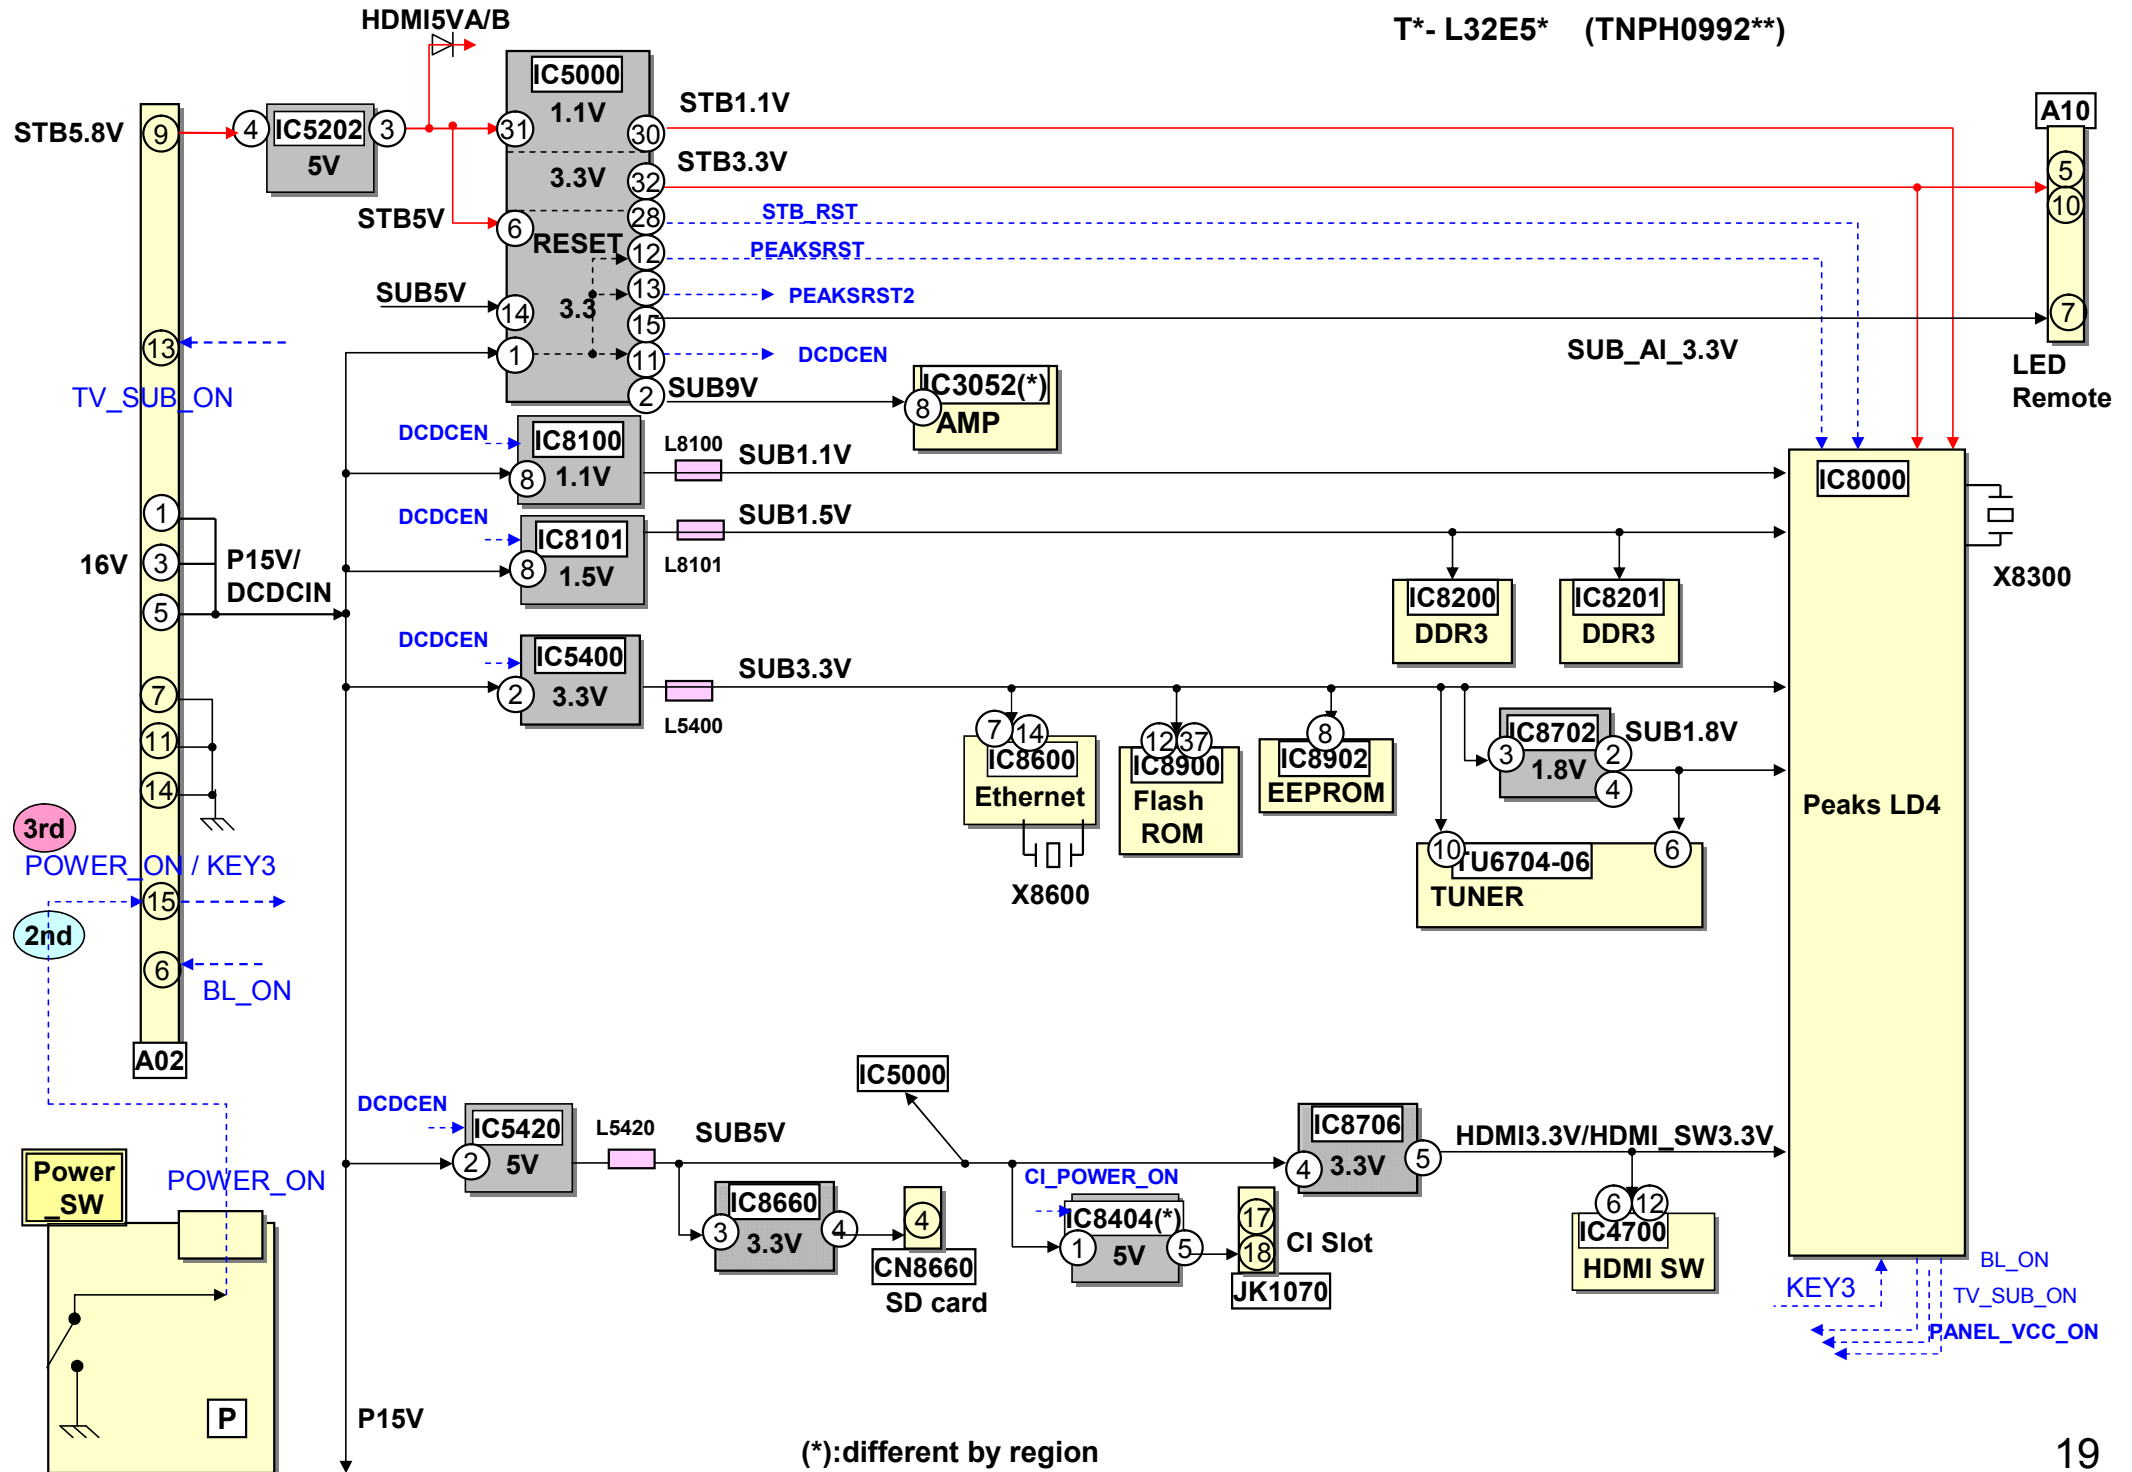 HDMI5VA/B
T*- L32E5* (TNPH0992**)
STB5.8V
9
4
IC5202
3
5V
IC5000
1.1V
31
30
STB1.1V
3.3V
32
STB3.3V
A10
5
10
7
LED
Remote
STB5V
6
RESET
28
STB_RST
12
PEAKSRST
SUB5V
14
3.3
13
PEAKSRST2
15
SUB_AI_3.3V
1
11
DCDCEN
2
SUB9V
IC3052(*)
8
AMP
13
TV_SUB_ON
DCDCEN
IC8100
8
1.1V
L8100
SUB1.1V
IC8000
Peaks LD4
X8300
DCDCEN
IC8101
8
1.5V
L8101
SUB1.5V
IC8200
DDR3
IC8201
DDR3
1
16V
3
5
P15V/
DCDCIN
DCDCEN
IC5400
2
3.3V
L5400
SUB3.3V
7
11
14
7
14
IC8600
Ethernet
X8600
12
37
IC8900
Flash
ROM
8
IC8902
EEPROM
IC8702
3
1.8V
2
4
SUB1.8V
10
TU6704-06
6
TUNER
3rd
POWER_ON / KEY3
15
2nd
6
BL_ON
A02
DCDCEN
IC5420
2
5V
L5420
SUB5V
IC5000
IC8706
4
3.3V
5
HDMI3.3V/HDMI_SW3.3V
6
12
IC4700
HDMI SW
IC8660
3
3.3V
4
4
CN8660
SD card
CI_POWER_ON
IC8404(*)
1
5V
5
17
18
CI Slot
JK1070
KEY3
BL_ON
TV_SUB_ON
PANEL_VCC_ON
Power
_SW
POWER_ON
P
P15V
(*):different by region
19